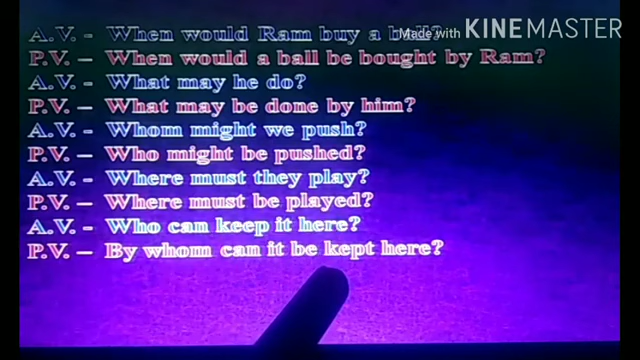 A.V. - When would Ram buy a ball?
Made with KINEMASTER
P.V. – When would a ball be bought by Ram?
A.V. - What may he do?
P.V. – What may be done by him?
A.V. - Whom might we push?
P.V. – Who might be pushed?
A.V. - Where must they play?
P.V. – Where must be played?
A.V. - Who can keep it here?
P.V. – By whom can it be kept here?